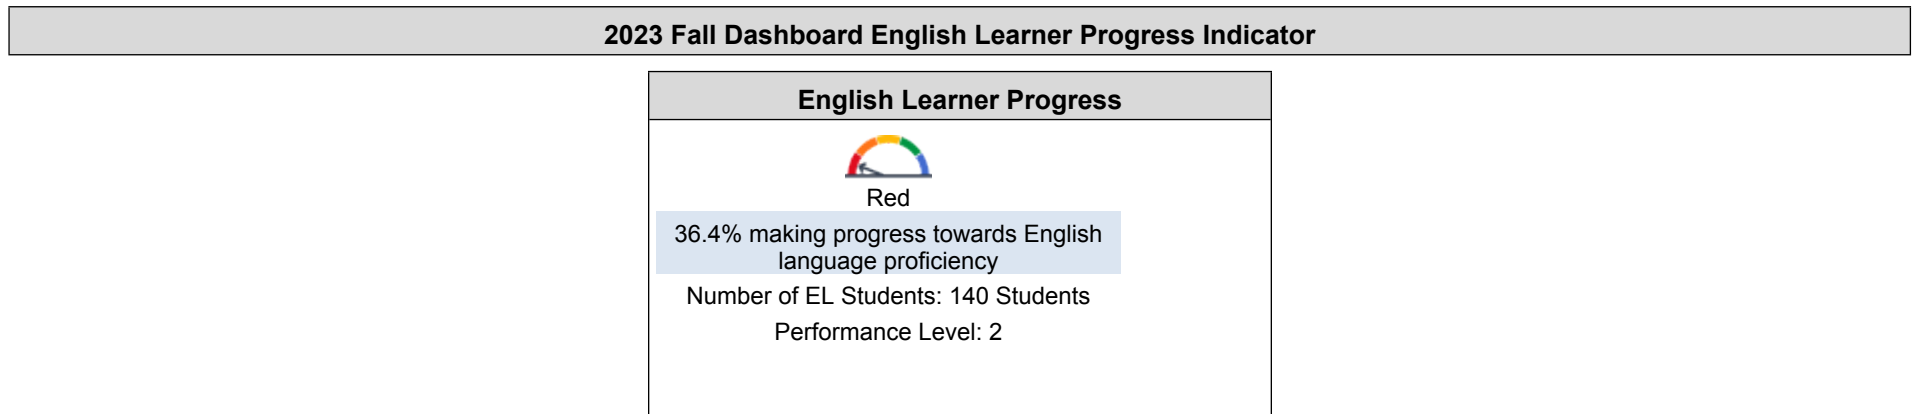 2023 Fall Dashboard English Learner Progress Indicator
English Learner Progress
Red
36.4% making progress towards English
language proficiency
Number of EL Students: 140 Students
Performance Level: 2